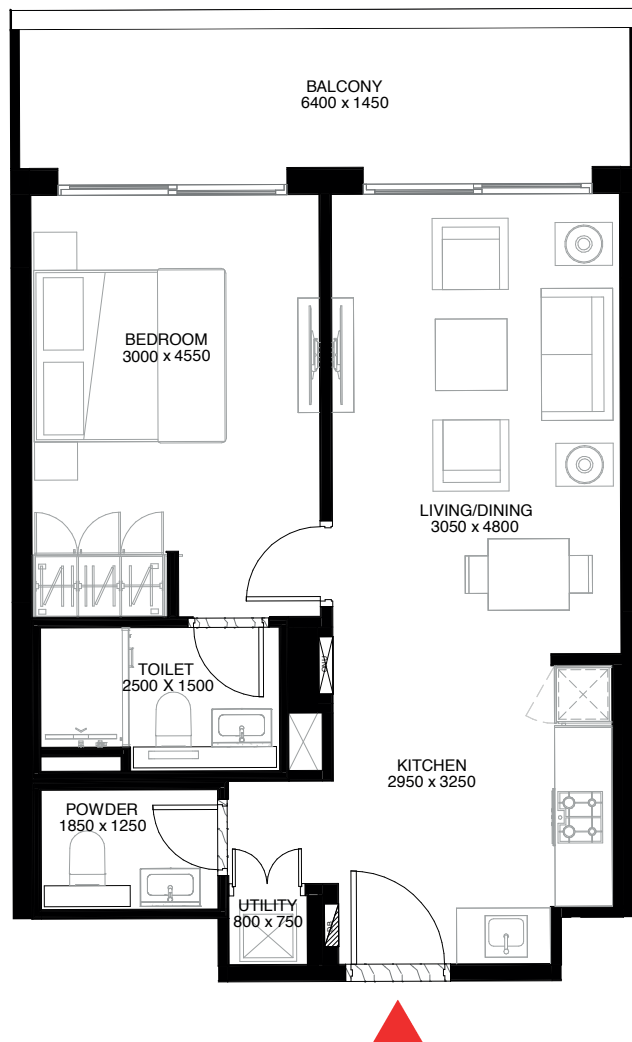 BALCONY
6400 x 1450
BEDROOM
3000 x 4550
LIVING/DINING
3050 x 4800
TOILET
2500 X 1500
KITCHEN
2950 x 3250
POWDER
1850 x 1250
UTILITY
800 x 750